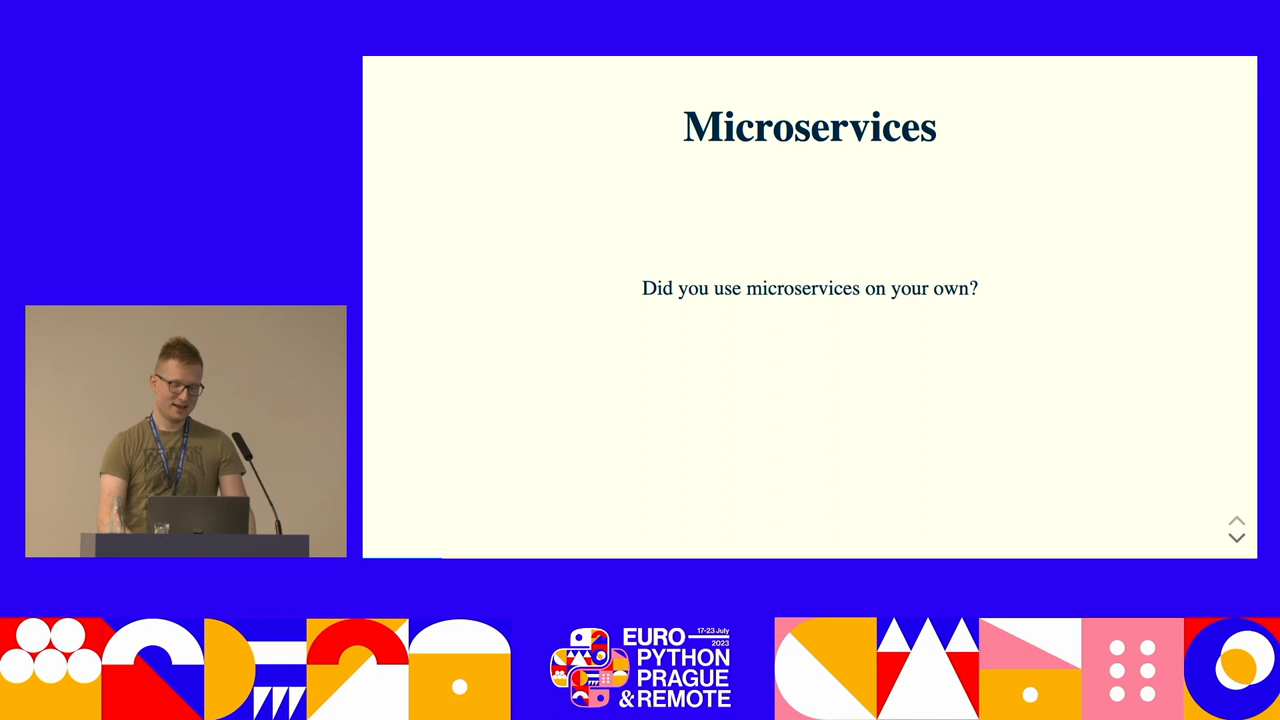 Microservices
Did you use microservices on your own?
EURO
17-23 July
2023
PYTHON
PRAGUE
& REMOTE